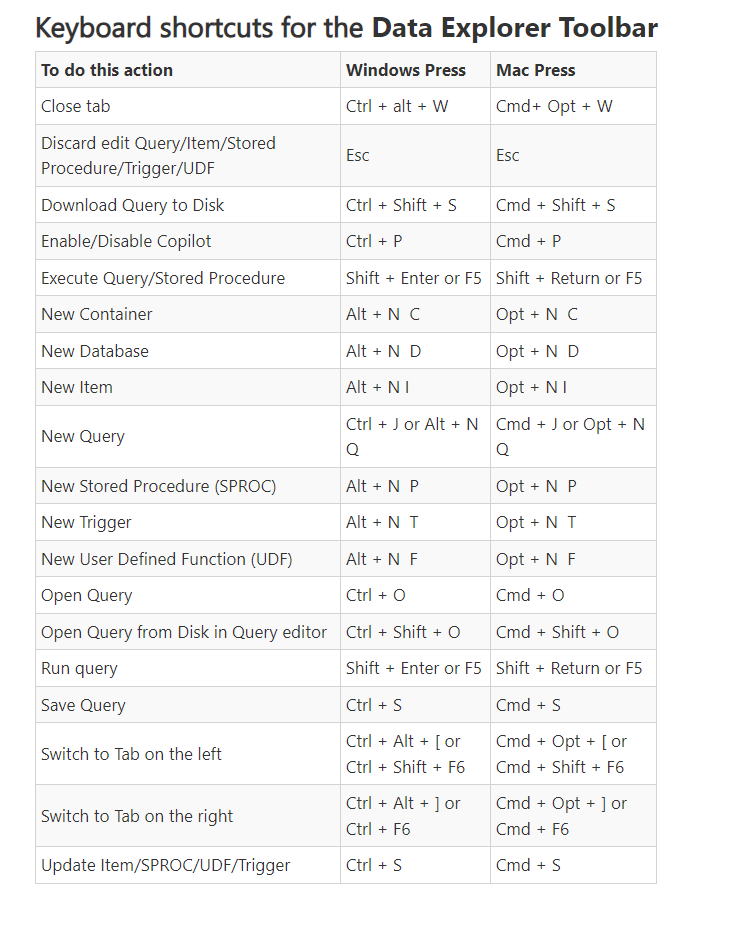 Keyboard shortcuts for the Data Explorer Toolbar
To do this action Windows Press Mac Press
Close tab Ctrl + alt + W Cmd+ Opt + W
Discard edit Query/Item/Stored
Procedure/Trigger/UDF Esc Esc
Download Query to Disk Ctrl + Shift + S Cmd + Shift + S
Enable/Disable Copilot Ctrl + P Cmd + P
Execute Query/Stored Procedure Shift + Enter or F5 Shift + Return or F5
New Container Alt + N C Opt + N C
New Database Alt + N D Opt + N D
New Item Alt + N I Opt + N I
New Query Ctrl + J or Alt + N Cmd + J or Opt + N
Q Q
New Stored Procedure (SPROC) Alt + N P Opt + N P
New Trigger Alt + N T Opt + N T
New User Defined Function (UDF) Alt + N F Opt + N F
Open Query Ctrl + O Cmd + O
Open Query from Disk in Query editor Ctrl + Shift + O Cmd + Shift + O
Run query Shift + Enter or F5 Shift + Return or F5
Save Query Ctrl + S Cmd + S
Switch to Tab on the left Ctrl + Alt + [ or Cmd + Opt + [ or
Ctrl + Shift + F6 Cmd + Shift + F6
Switch to Tab on the right Ctrl + Alt + ] or Cmd + Opt + ] or
Ctrl + F6 Cmd + F6
Update Item/SPROC/UDF/Trigger Ctrl + S Cmd + S